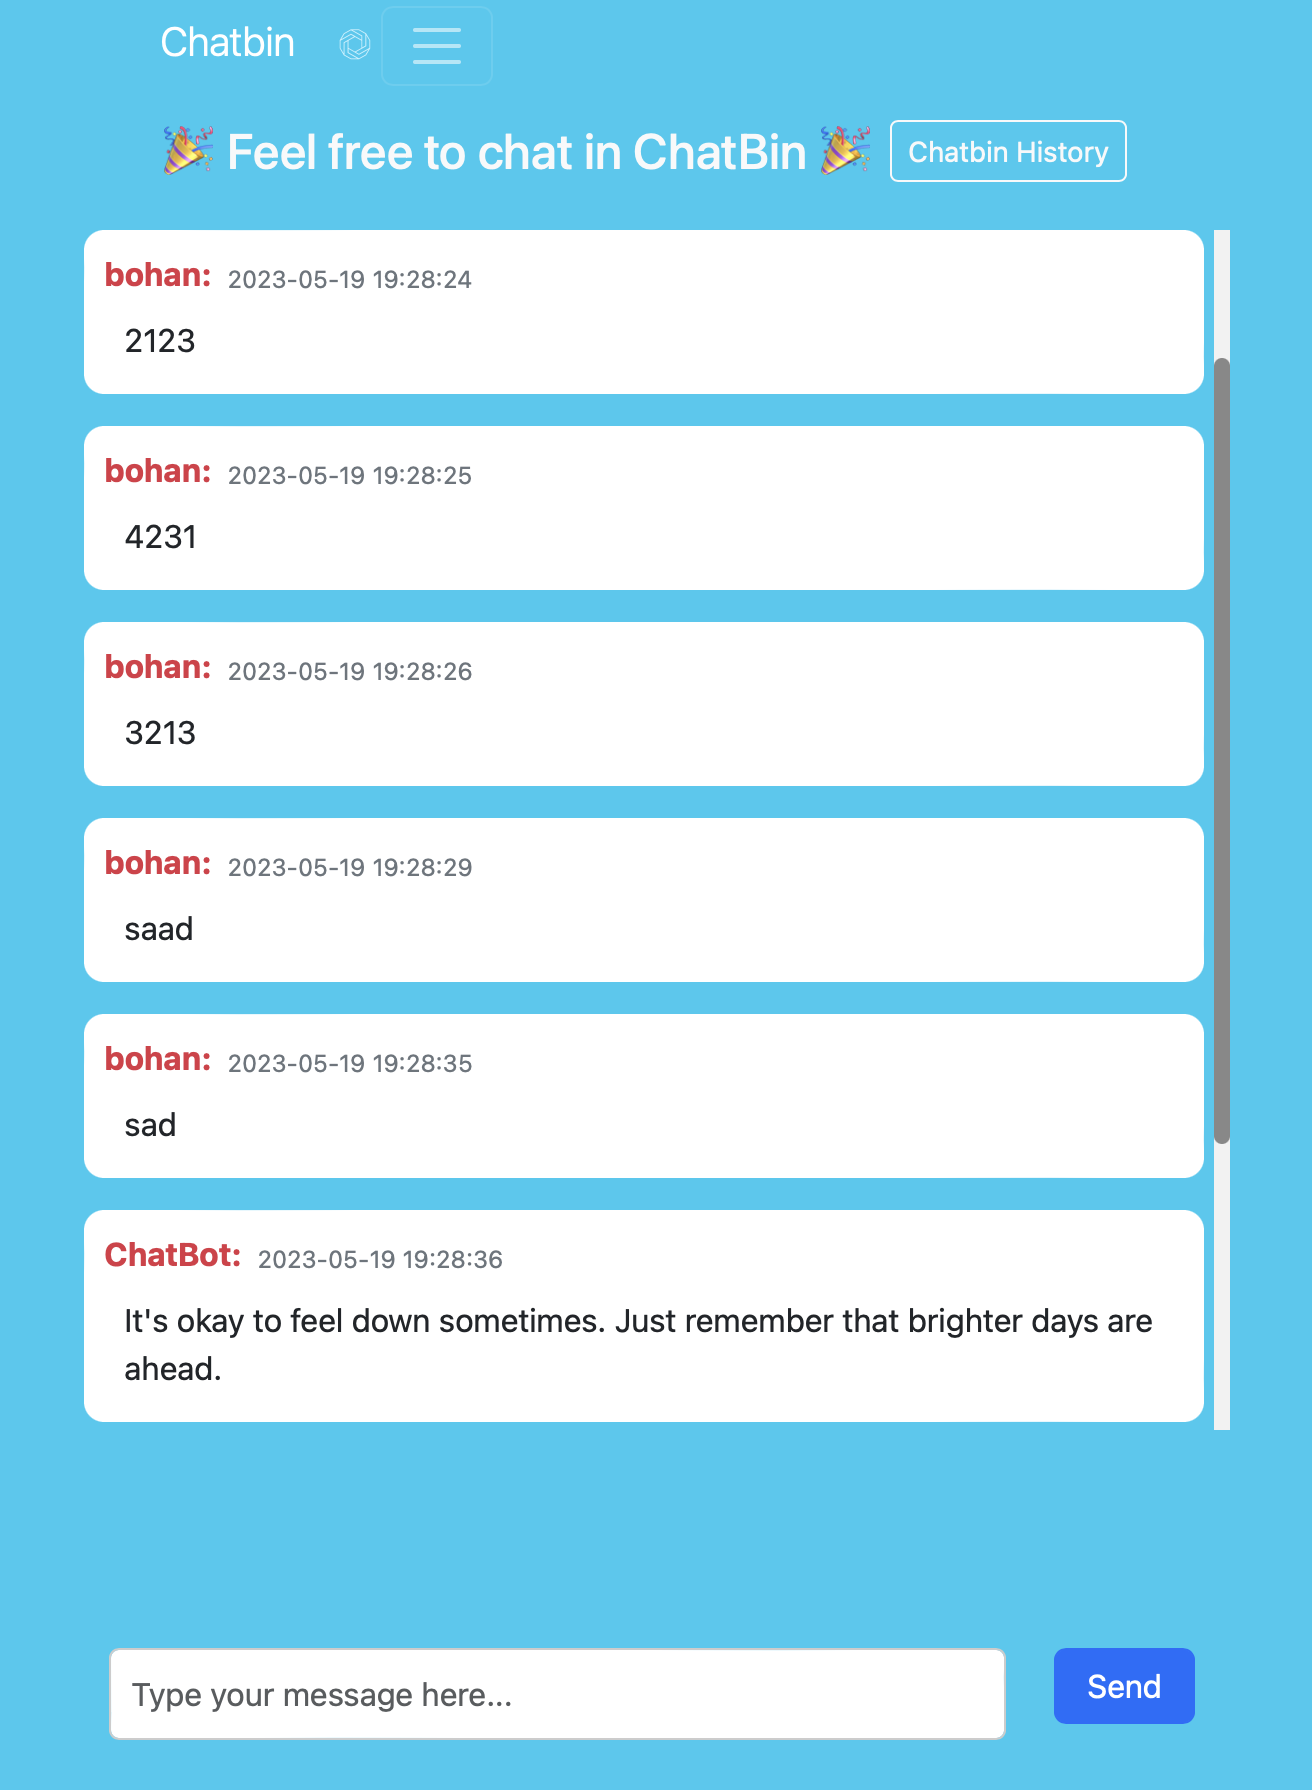 Chatbin
🎉 Feel free to chat in ChatBin 🎉 Chatbin History
bohan: 2023-05-19 19:28:24
2123
bohan: 2023-05-19 19:28:25
4231
bohan: 2023-05-19 19:28:26
3213
bohan: 2023-05-19 19:28:29
saad
bohan: 2023-05-19 19:28:35
sad
ChatBot: 2023-05-19 19:28:36
It's okay to feel down sometimes. Just remember that brighter days are
ahead.
Type your message here... Send